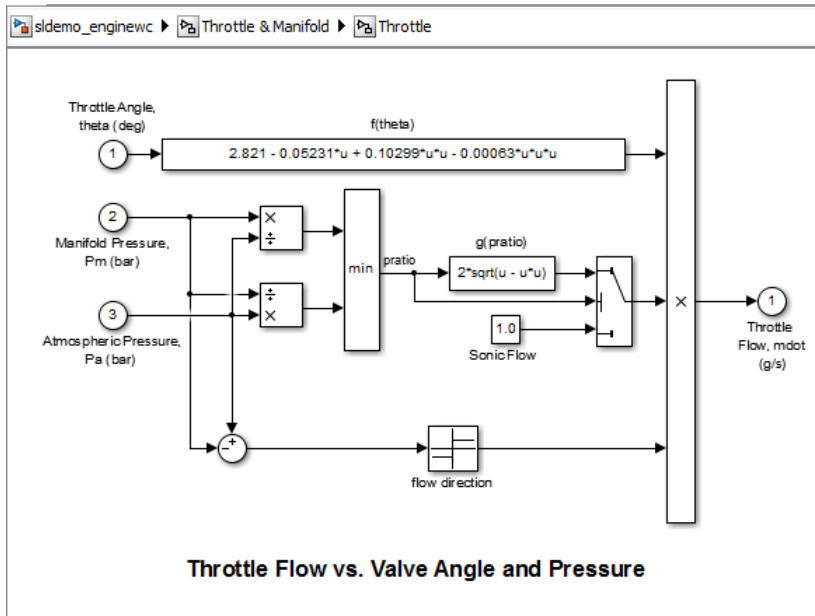 sldemo_enginewc Throttle & Manifold Throttle
Throttle Angle,
theta (deg)
1
f(theta)
2.821 - 0.05231*u + 0.10299*u*u - 0.00063*u*u*u
2
Manifold Pressure,
Pm (bar)
×
÷
÷
×
min
pratio
g(pratio)
2*sqrt(u - u*u)
3
Atmospheric Pressure,
Pa (bar)
1.0
Sonic Flow
×
1
Throttle
Flow, mdot
(g/s)
- +
flow direction
Throttle Flow vs. Valve Angle and Pressure